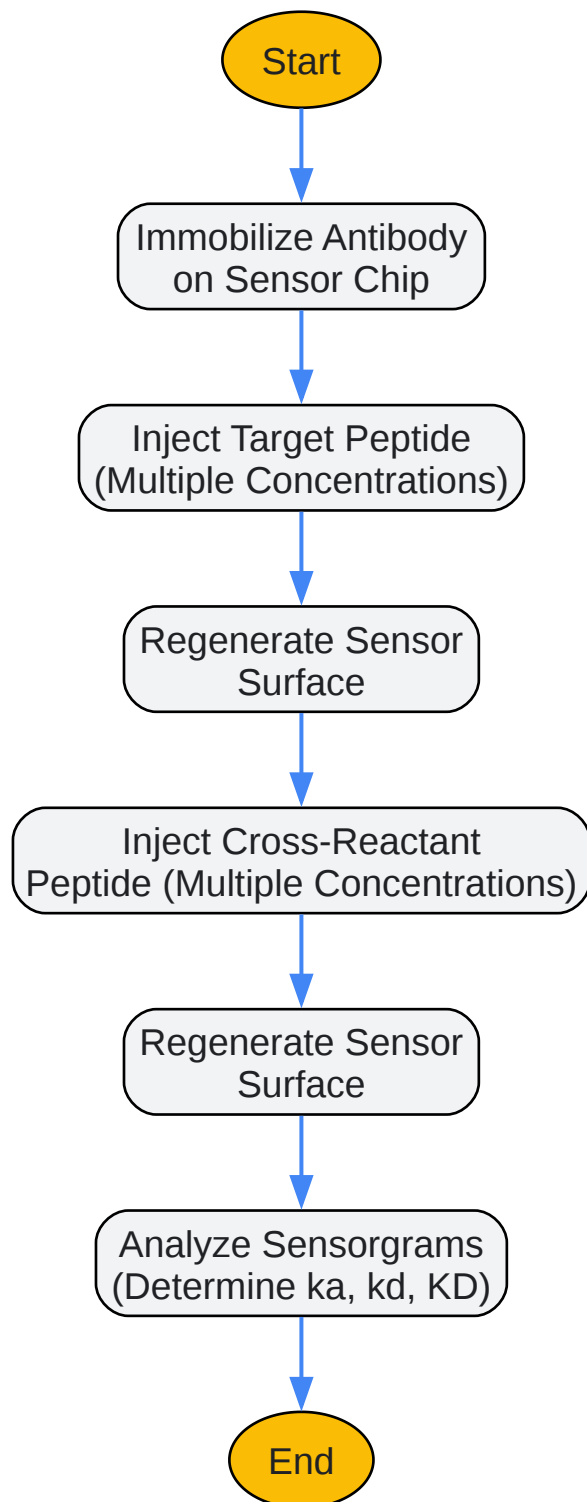 Start
Immobilize Antibody
on Sensor Chip
Inject Target Peptide
(Multiple Concentrations)
Regenerate Sensor
Surface
Inject Cross-Reactant
Peptide (Multiple Concentrations)
Regenerate Sensor
Surface
Analyze Sensorgrams
(Determine ka, kd, KD)
End